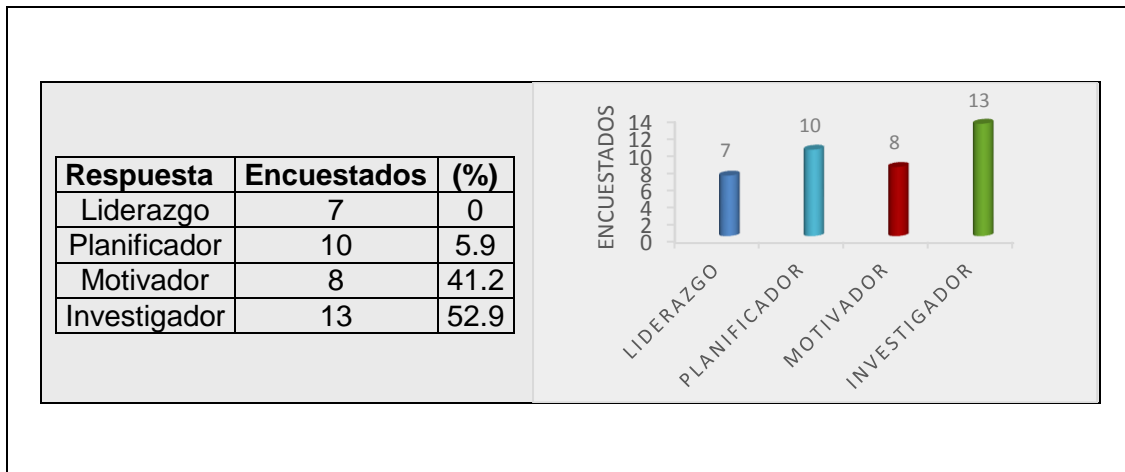 Respuesta Encuestados (%)
Liderazgo 7 0
Planificador 10 5.9
Motivador 8 41.2
Investigador 13 52.9
ENCUESTADOS
14
12
10
8
6
4
2
0
7
10
8
13
LIDERAZGO
PLANIFICADOR
MOTIVADOR
INVESTIGADOR